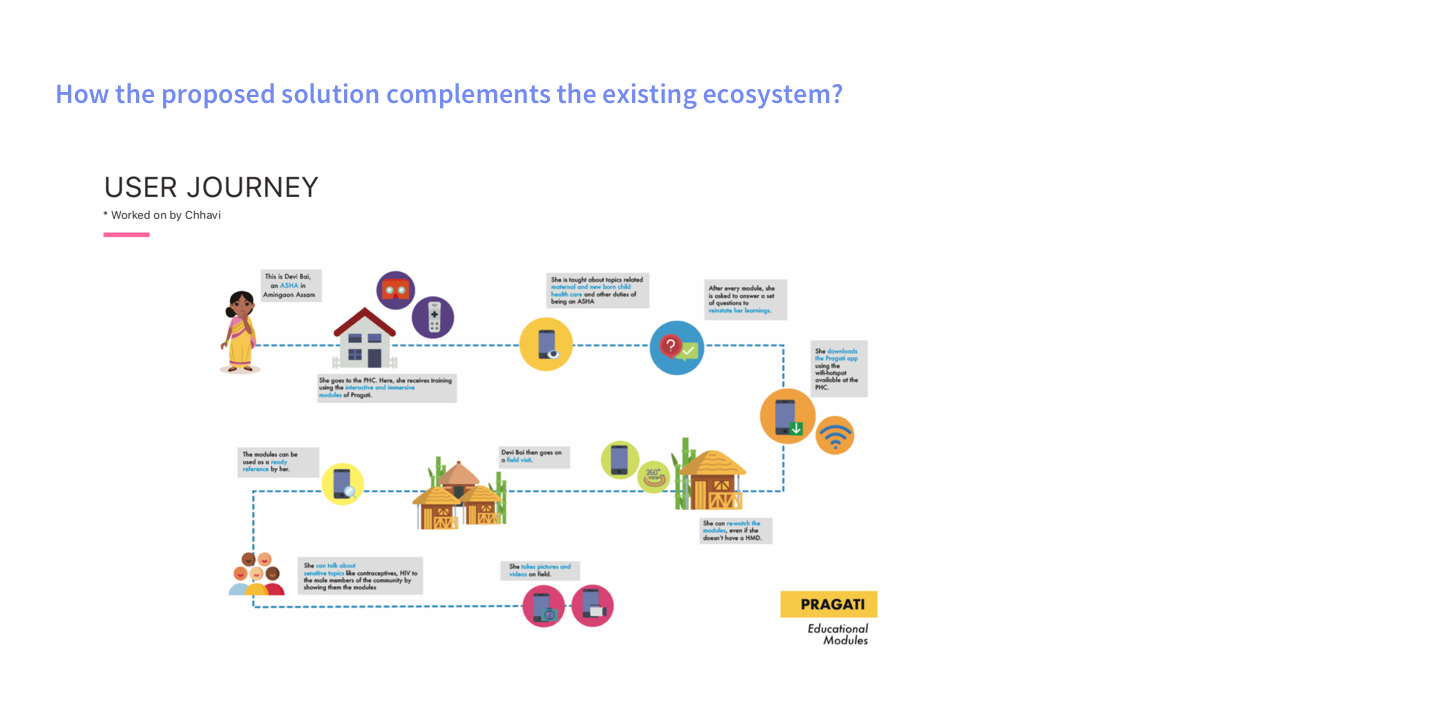 How the proposed solution complements the existing ecosystem?
USER JOURNEY
* Worked on by Chhavi
This is Devi Bai,
an ASHA in
Amingaon Assam
She goes to the PHC. Here, she receives training
using the interactive and immersive
modules of Pragati.
She is taught about topics related
maternal and new born child
health care and other duties of
being an ASHA
After every module, she
is asked to answer a set
of questions to
reinstate her learnings.
She downloads
the Pragati app
using the
wifi-hotspot
available at the
PHC.
360°
view
She can re-watch the
modules, even if she
doesn't have a HMD.
Devi Bai then goes on
a field visit.
The modules can be
used as a ready
reference by her.
She can talk about
sensitive topics like contraceptives, HIV to
the male members of the community by
showing them the modules
She takes pictures and
videos on field.
PRAGATI
Educational
Modules